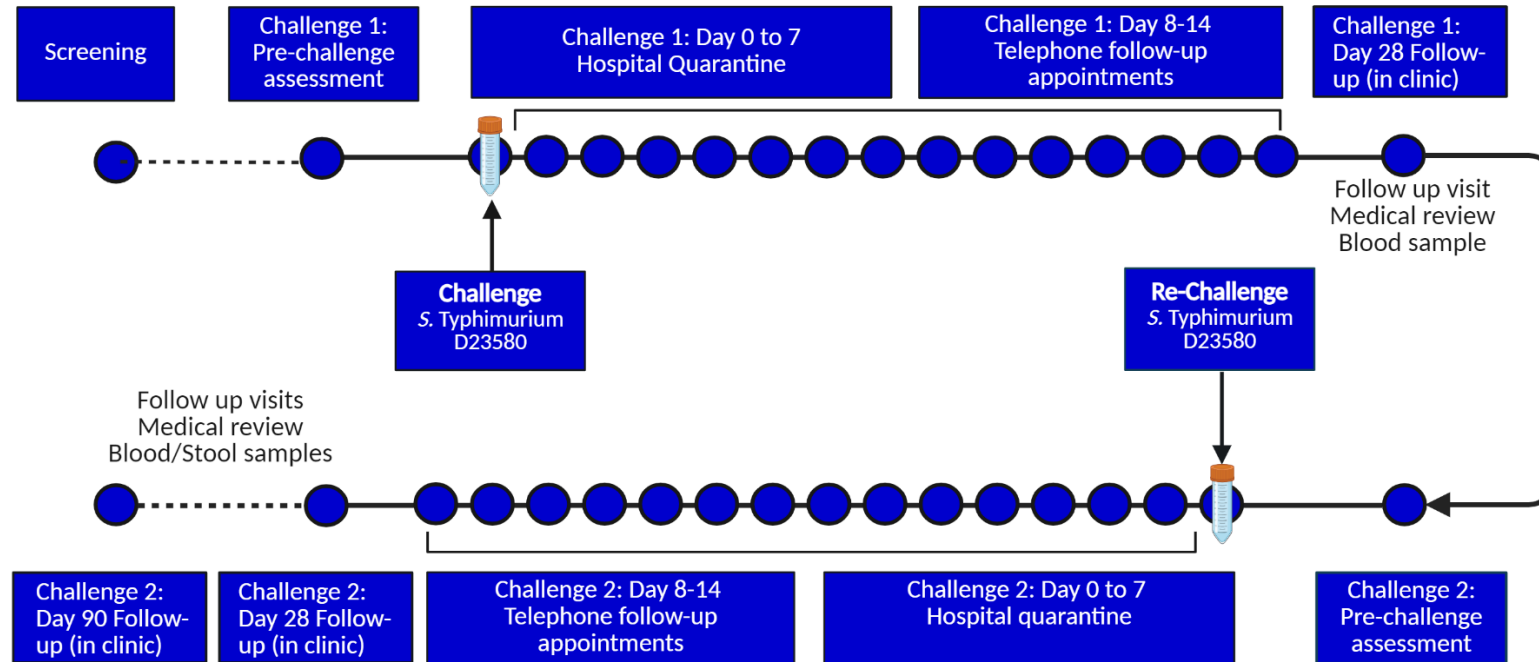 Screening
Challenge 1:
Pre-challenge
assessment
Challenge 1: Day 0 to 7
Hospital Quarantine
Challenge 1: Day 8-14
Telephone follow-up
appointments
Challenge 1:
Day 28 Follow-
up (in clinic)
Follow up visit
Medical review
Blood sample
Challenge
S. Typhimurium
D23580
Re-Challenge
S. Typhimurium
D23580
Follow up visits
Medical review
Blood/Stool samples
Challenge 2:
Day 90 Follow-
up (in clinic)
Challenge 2:
Day 28 Follow-
up (in clinic)
Challenge 2: Day 8-14
Telephone follow-up
appointments
Challenge 2: Day 0 to 7
Hospital quarantine
Challenge 2:
Pre-challenge
assessment